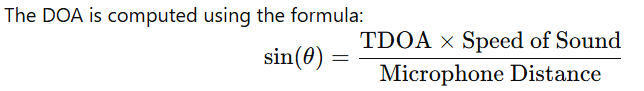 The DOA is computed using the formula:
sin(θ) = TDOA × Speed of Sound / Microphone Distance